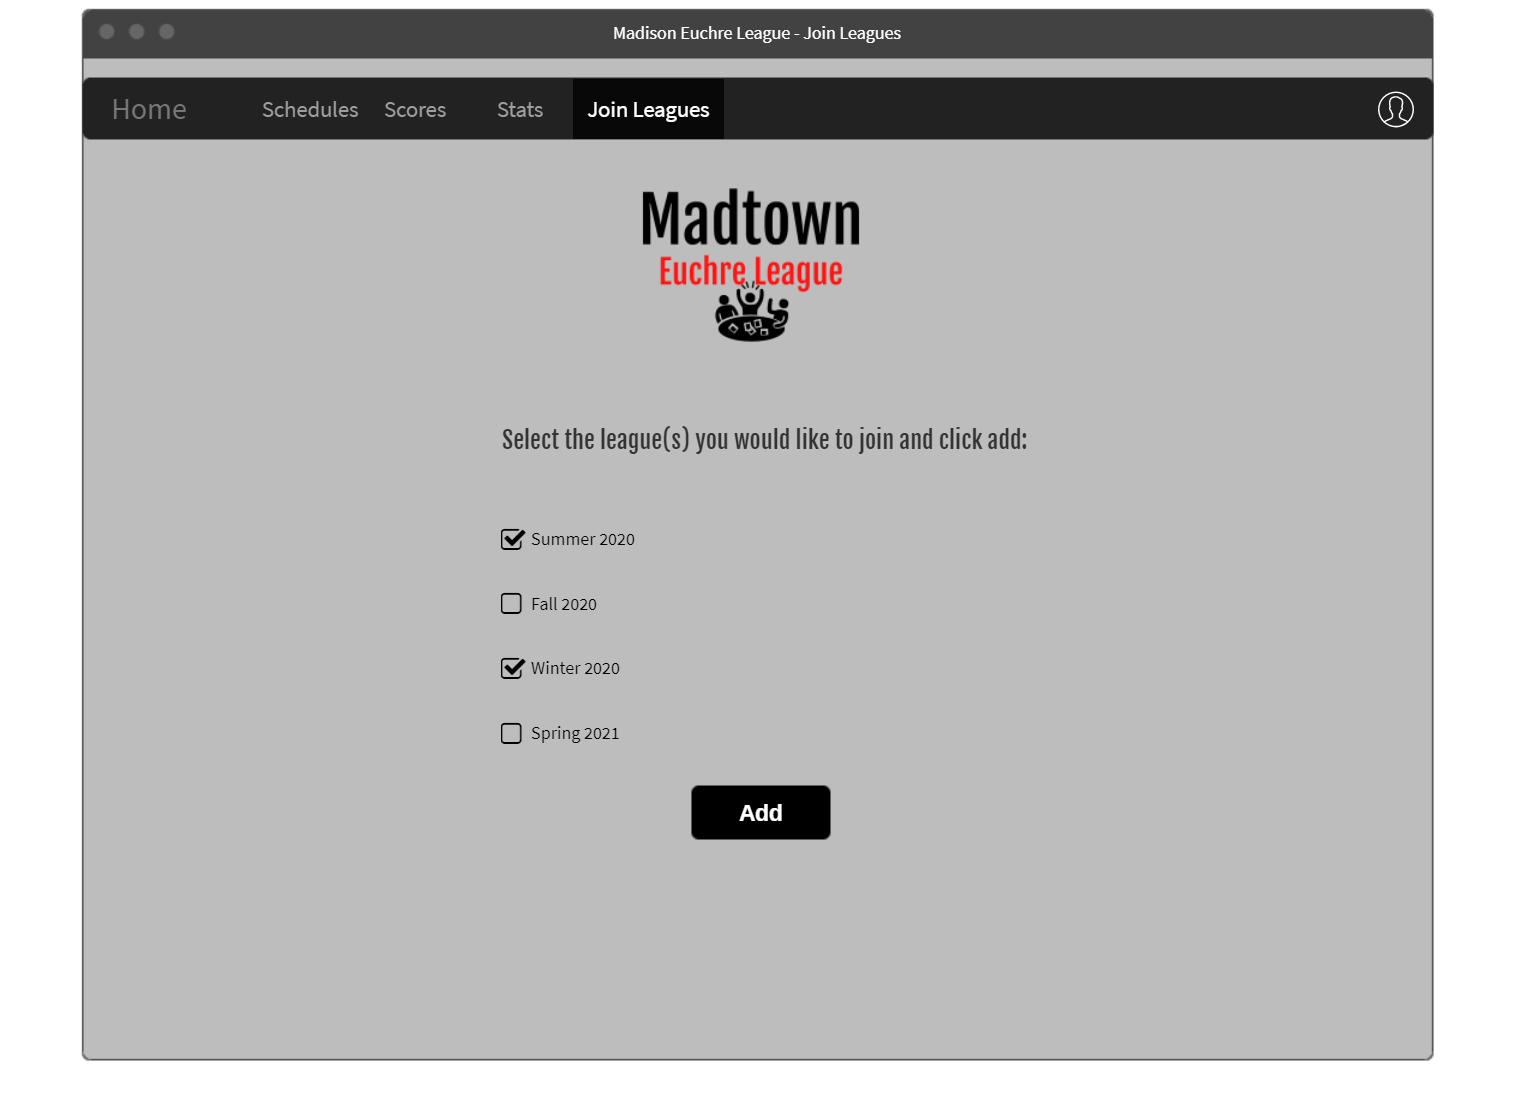 Madison Euchre League - Join Leagues
Home Schedules Scores Stats Join Leagues
Madtown
Euchre League
Select the league(s) you would like to join and click add:
Summer 2020
Fall 2020
Winter 2020
Spring 2021
Add